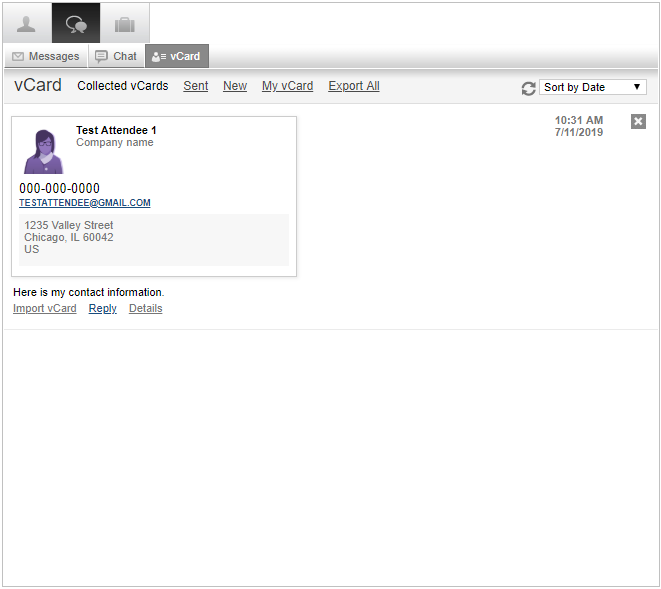 Messages Chat vCard
vCard Collected vCards Sent New My vCard Export All Sort by Date
Test Attendee 1
Company name
10:31 AM
7/11/2019
000-000-0000
TESTATTENDEE@GMAIL.COM
1235 Valley Street
Chicago, IL 60042
US
Here is my contact information.
Import vCard Reply Details